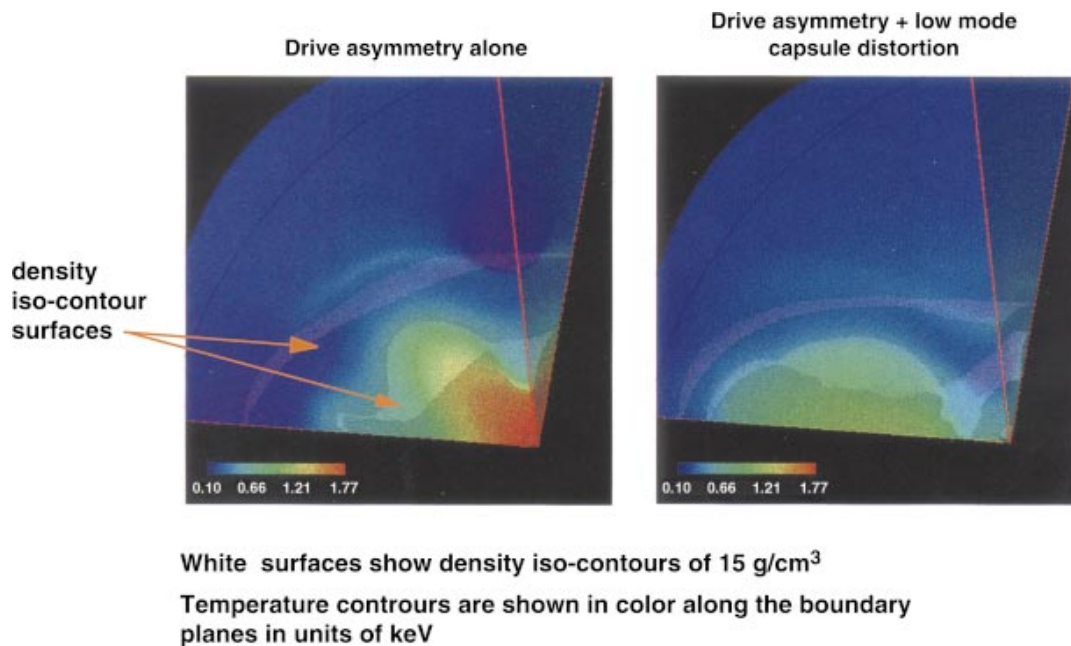 Drive asymmetry alone
Drive asymmetry + low mode
capsule distortion
density
iso-contour
surfaces
0.10 0.66 1.21 1.77
0.10 0.66 1.21 1.77
White surfaces show density iso-contours of 15 g/cm³
Temperature controures are shown in color along the boundary
planes in units of keV